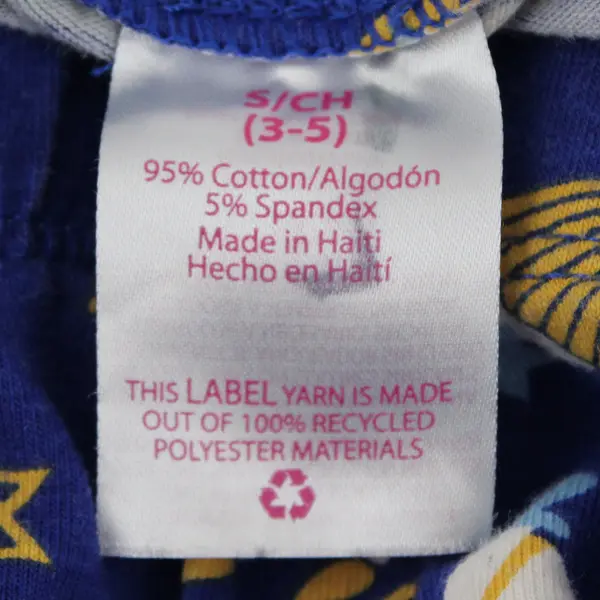 S/CH
(3-5)
95% Cotton/Algodón
5% Spandex
Made in Haiti
Hecho en Haití
THIS LABEL YARN IS MADE
OUT OF 100% RECYCLED
POLYESTER MATERIALS